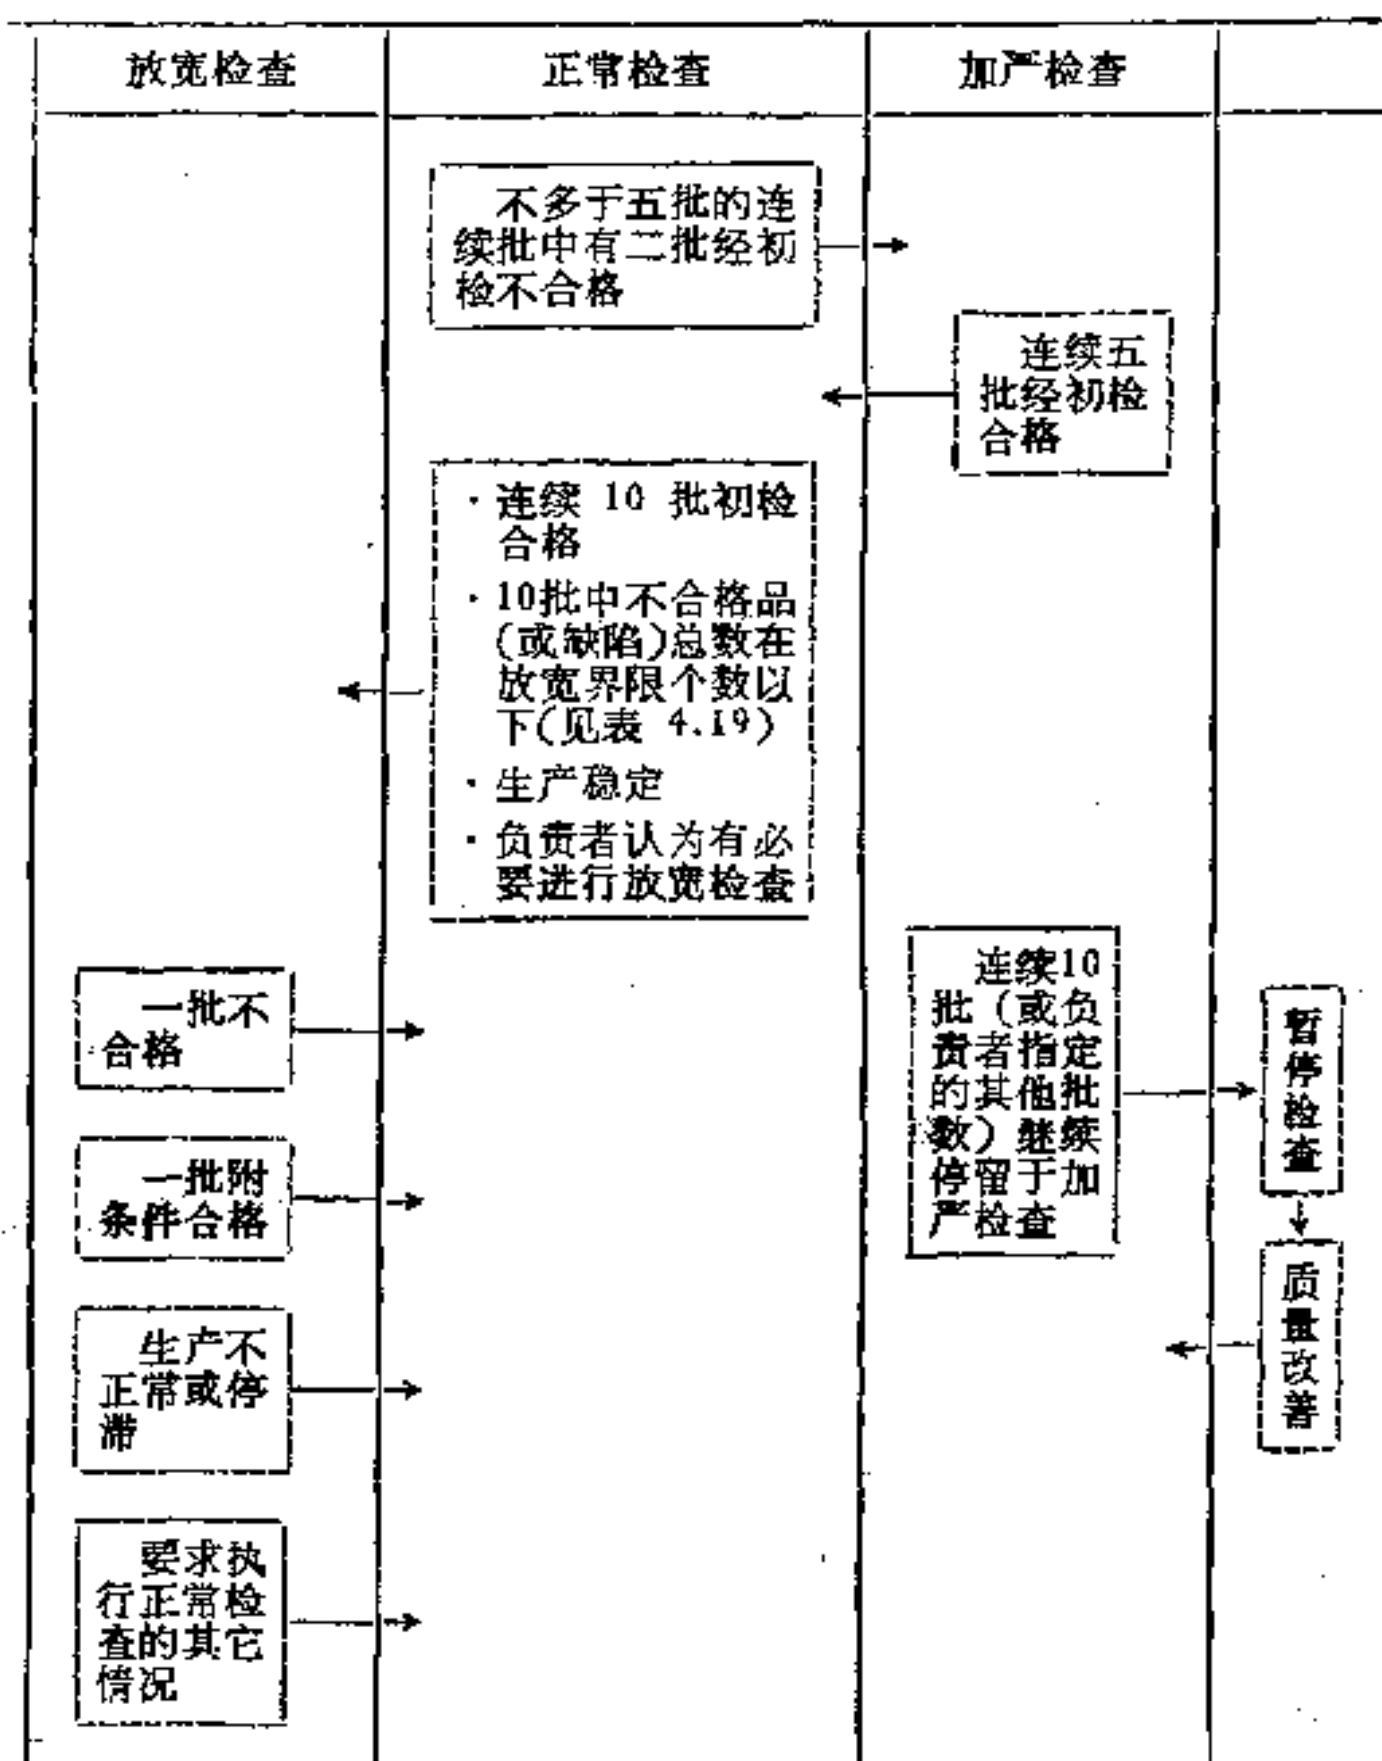 放宽检查
正常检查
加严检查
不多于五批的连
续批中有二批经初
检不合格
连续五
批经初检
合格
·连续 10 批初检
合格
·10批中不合格品
(或缺陷)总数在
放宽界限个数以
下(见表 4.19)
·生产稳定
·负责者认为有必
要进行放宽检查
一批不
合格
连续10
批（或负
责者指定
的其他批
数）继续
停留于加
严检查
暂停检查
一批附
条件合格
质量改善
生产不
正常或停
滞
要求执
行正常检
查的其它
情况